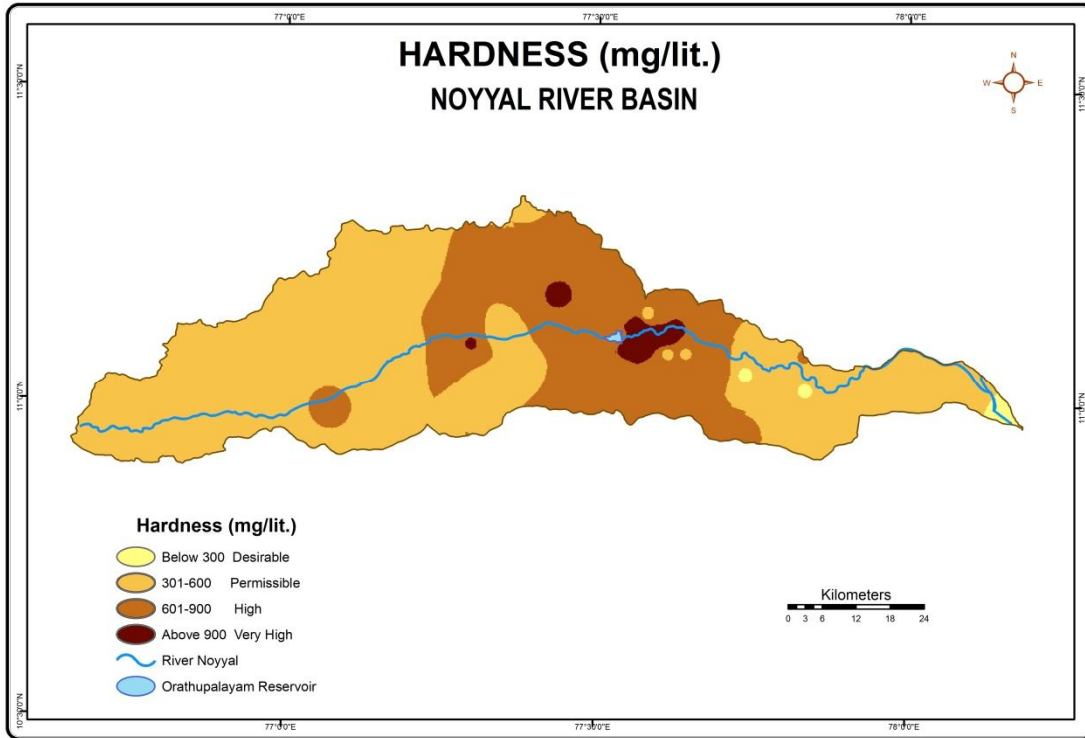 77°0'0"E 77°30'0"E 78°0'0"E
HARDNESS (mg/lit.)
NOYYAL RIVER BASIN
N
W E
S
11°30'0"N 11°30'0"N
11°0'0"N 11°0'0"N
Hardness (mg/lit.)
Below 300 Desirable
301-600 Permissible
601-900 High
Above 900 Very High
River Noyyal
Orathupalayam Reservoir
Kilometers
0 3 6 12 18 24
10°30'0"N
77°0'0"E 77°30'0"E 78°0'0"E